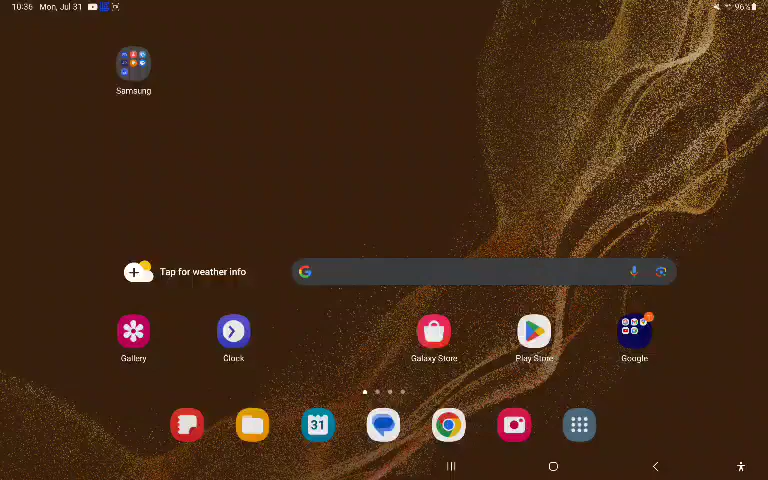 10:36 Mon, Jul 31
96%
Samsung
Tap for weather info
Gallery
Clock
Galaxy Store
Play Store
Google
31